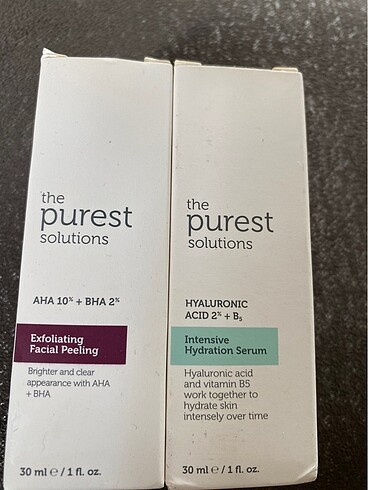 the
purest
solutions
AHA 10% + BHA 2%
Exfoliating
Facial Peeling
Brighter and clear
appearance with AHA
+ BHA
30 ml ℮ / 1 fl. oz.
the
purest
solutions
HYALURONIC
ACID 2% + B₅
Intensive
Hydration Serum
Hyaluronic acid
and vitamin B5
work together to
hydrate skin
intensely over time
30 ml ℮ / 1 fl. oz.